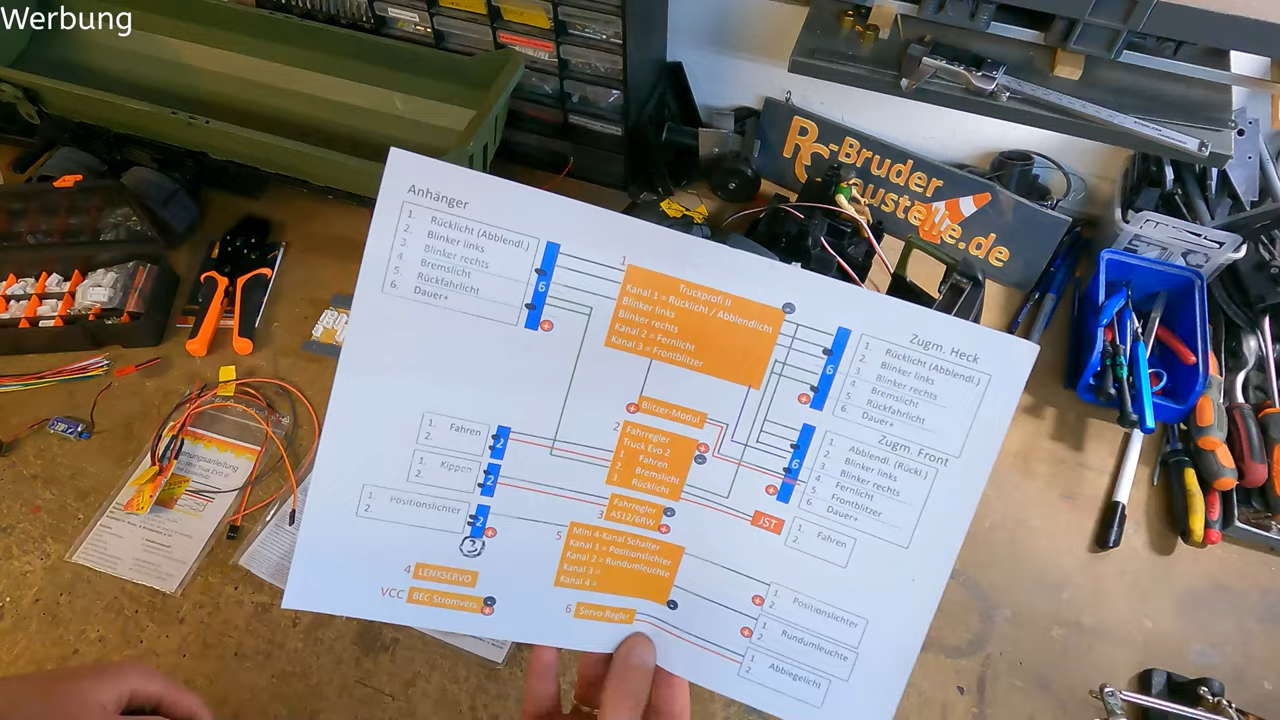 Werbung
RC-Bruder
Baustelle.de
Anhänger
1. Rücklicht (Abblendl.)
2. Blinker links
3. Blinker rechts
4. Bremslicht
5. Rückfahrlicht
6. Dauer+
6
1
Truckprofi II
Kanal 1 = Rücklicht / Abblendlicht
Blinker links
Blinker rechts
Kanal 2 = Fernlicht
Kanal 3 = Frontblitzer
6
Zugm. Heck
1. Rücklicht (Abblendl.)
2. Blinker links
3. Blinker rechts
4. Bremslicht
5. Rückfahrlicht
6. Dauer+
Blitzer-Modul
2
Fahrregler
Truck Evo 2
1. Fahren
2. Bremslicht
3. Rücklicht
6
Zugm. Front
1. Abblendl. (Rückl.)
2. Blinker links
3. Blinker rechts
4. Fernlicht
5. Frontblitzer
6. Dauer+
1. Fahren
2.
2
1. Kippen
2.
2
1. Positionslichter
2.
2
3
3
Fahrregler
AS12/6RW
JST
1. Fahren
2.
5
Mini 4-Kanal Schalter
Kanal 1 = Positionslichter
Kanal 2 = Rundumleuchte
Kanal 3 =
Kanal 4 =
4 LENKSERVO
VCC BEC Stromvers.
6 Servo-Regler
1. Positionslichter
2.
1. Rundumleuchte
2.
1. Abbiegelicht
2